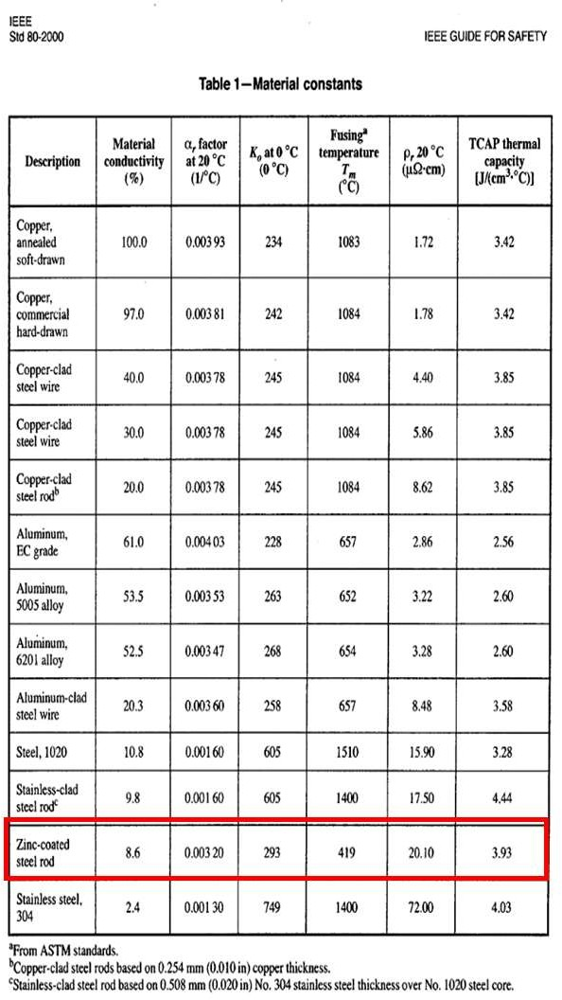 IEEE
Std 80-2000
IEEE GUIDE FOR SAFETY
Table 1—Material constants
Description
Material conductivity (%)
αr factor at 20 °C (1/°C)
Ko at 0 °C (0 °C)
Fusingᵃ temperature Tm (°C)
ρr 20 °C (µΩ·cm)
TCAP thermal capacity [J/(cm³·°C)]
Copper, annealed soft-drawn 100.0 0.003 93 234 1083 1.72 3.42
Copper, commercial hard-drawn 97.0 0.003 81 242 1084 1.78 3.42
Copper-clad steel wire 40.0 0.003 78 245 1084 4.40 3.85
Copper-clad steel wire 30.0 0.003 78 245 1084 5.86 3.85
Copper-clad steel rodᵇ 20.0 0.003 78 245 1084 8.62 3.85
Aluminum, EC grade 61.0 0.004 03 228 657 2.86 2.56
Aluminum, 5005 alloy 53.5 0.003 53 263 652 3.22 2.60
Aluminum, 6201 alloy 52.5 0.003 47 268 654 3.28 2.60
Aluminum-clad steel wire 20.3 0.003 60 258 657 8.48 3.58
Steel, 1020 10.8 0.001 60 605 1510 15.90 3.28
Stainless-clad steel rodᶜ 9.8 0.001 60 605 1400 17.50 4.44
Zinc-coated steel rod 8.6 0.003 20 293 419 20.10 3.93
Stainless steel, 304 2.4 0.001 30 749 1400 72.00 4.03
ᵃFrom ASTM standards.
ᵇCopper-clad steel rods based on 0.254 mm (0.010 in) copper thickness.
ᶜStainless-clad steel rod based on 0.508 mm (0.020 in) No. 304 stainless steel thickness over No. 1020 steel core.